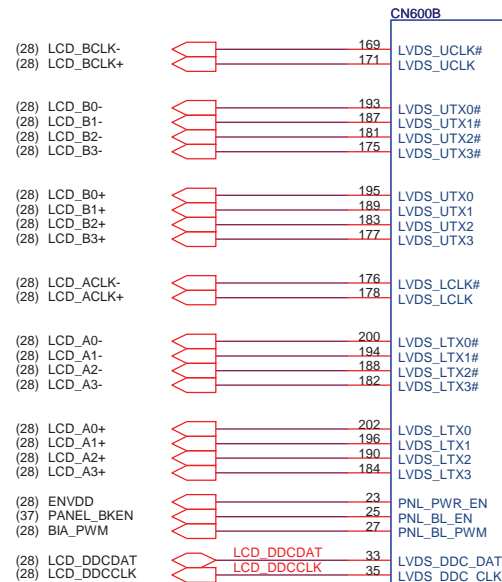 CN600B
(28) LCD_BCLK- 169 LVDS_UCLK#
(28) LCD_BCLK+ 171 LVDS_UCLK
(28) LCD_B0- 193 LVDS_UTX0#
(28) LCD_B1- 187 LVDS_UTX1#
(28) LCD_B2- 181 LVDS_UTX2#
(28) LCD_B3- 175 LVDS_UTX3#
(28) LCD_B0+ 195 LVDS_UTX0
(28) LCD_B1+ 189 LVDS_UTX1
(28) LCD_B2+ 183 LVDS_UTX2
(28) LCD_B3+ 177 LVDS_UTX3
(28) LCD_ACLK- 176 LVDS_LCLK#
(28) LCD_ACLK+ 178 LVDS_LCLK
(28) LCD_A0- 200 LVDS_LTX0#
(28) LCD_A1- 194 LVDS_LTX1#
(28) LCD_A2- 188 LVDS_LTX2#
(28) LCD_A3- 182 LVDS_LTX3#
(28) LCD_A0+ 202 LVDS_LTX0
(28) LCD_A1+ 196 LVDS_LTX1
(28) LCD_A2+ 190 LVDS_LTX2
(28) LCD_A3+ 184 LVDS_LTX3
(28) ENVDD 23 PNL_PWR_EN
(37) PANEL_BKEN 25 PNL_BL_EN
(28) BIA_PWM 27 PNL_BL_PWM
(28) LCD_DDCDAT LCD_DDCDAT 33 LVDS_DDC_DAT
(28) LCD_DDCCLK LCD_DDCCLK 35 LVDS_DDC_CLK